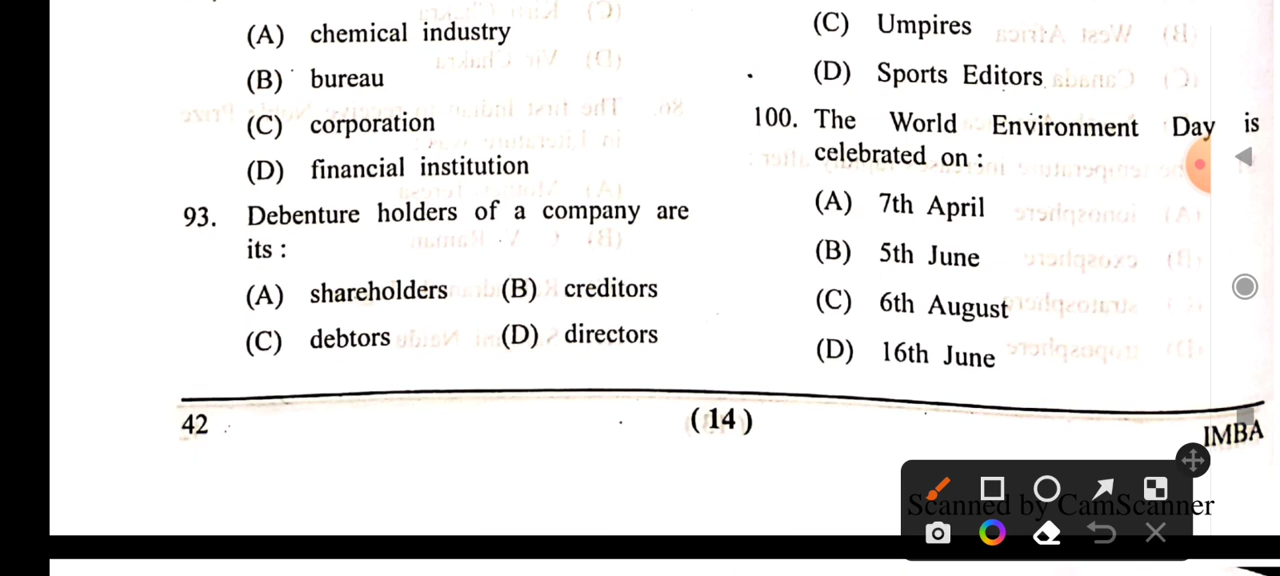 (A) chemical industry
(B) bureau
(C) corporation
(D) financial institution
93. Debenture holders of a company are
its :
(A) shareholders (B) creditors
(C) debtors (D) directors
(C) Umpires
(D) Sports Editors
100. The World Environment Day is
celebrated on :
(A) 7th April
(B) 5th June
(C) 6th August
(D) 16th June
42 (14) IMBA
Scanned by CamScanner